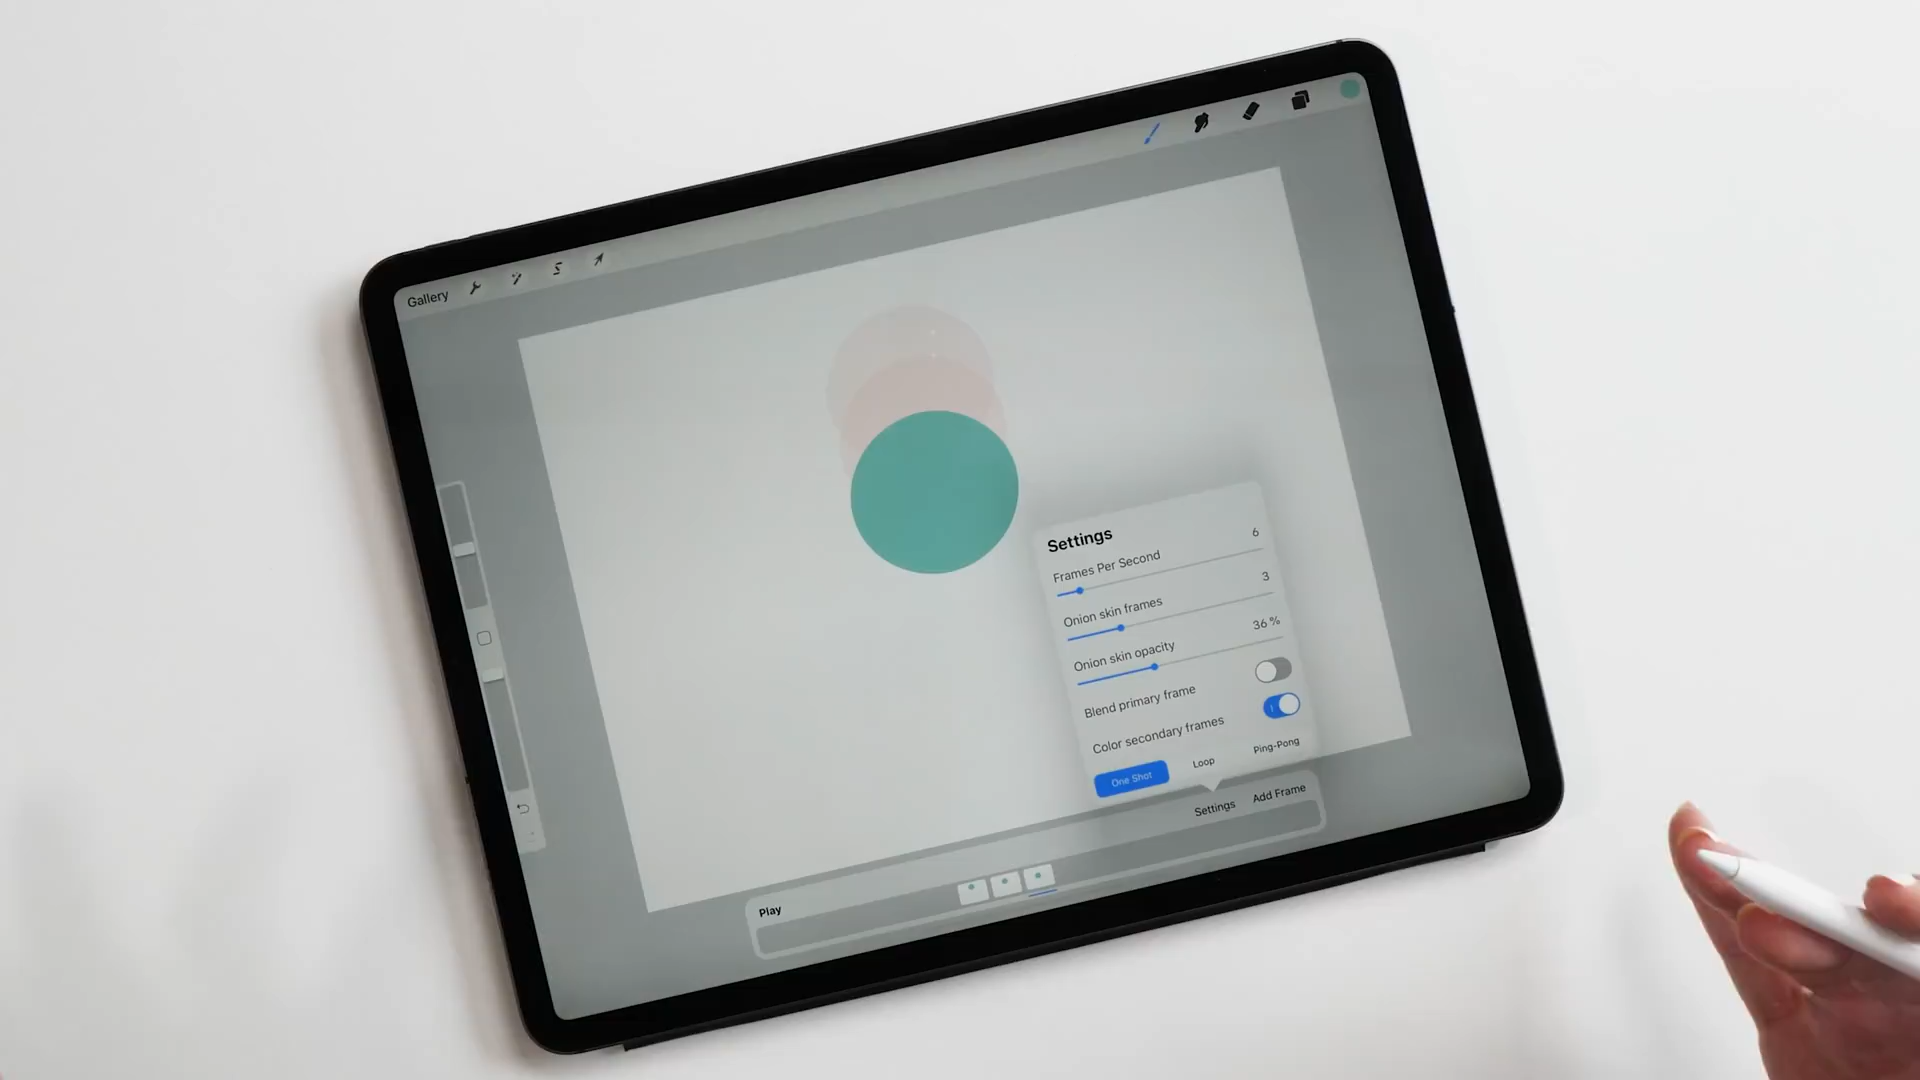 Gallery
Settings
Frames Per Second 6
Onion skin frames 3
Onion skin opacity 36 %
Blend primary frame
Color secondary frames
One Shot Loop Ping-Pong
Settings Add Frame
Play